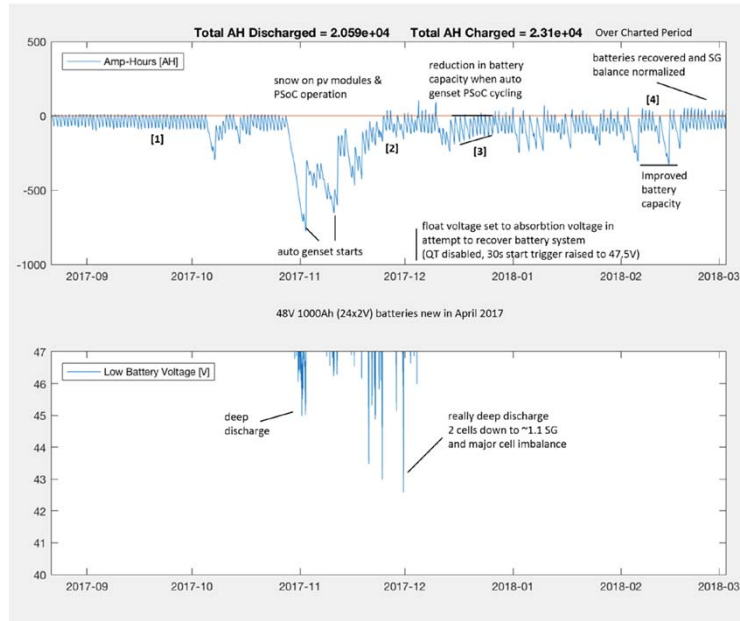 Total AH Discharged = 2.059e+04 Total AH Charged = 2.31e+04 Over Charted Period
500
0
-500
-1000
Amp-Hours [AH]
snow on pv modules &
PSoC operation
reduction in battery
capacity when auto
genset PSoC cycling
batteries recovered and SG
balance normalized
[1]
[2]
[3]
[4]
Improved
battery
capacity
auto genset starts
float voltage set to absorbtion voltage in
attempt to recover battery system
(QT disabled, 30s start trigger raised to 47,5V)
2017-09 2017-10 2017-11 2017-12 2018-01 2018-02 2018-03
48V 1000Ah (24x2V) batteries new in April 2017
47
46
45
44
43
42
41
40
Low Battery Voltage [V]
deep
discharge
really deep discharge
2 cells down to ~1.1 SG
and major cell imbalance
2017-09 2017-10 2017-11 2017-12 2018-01 2018-02 2018-03